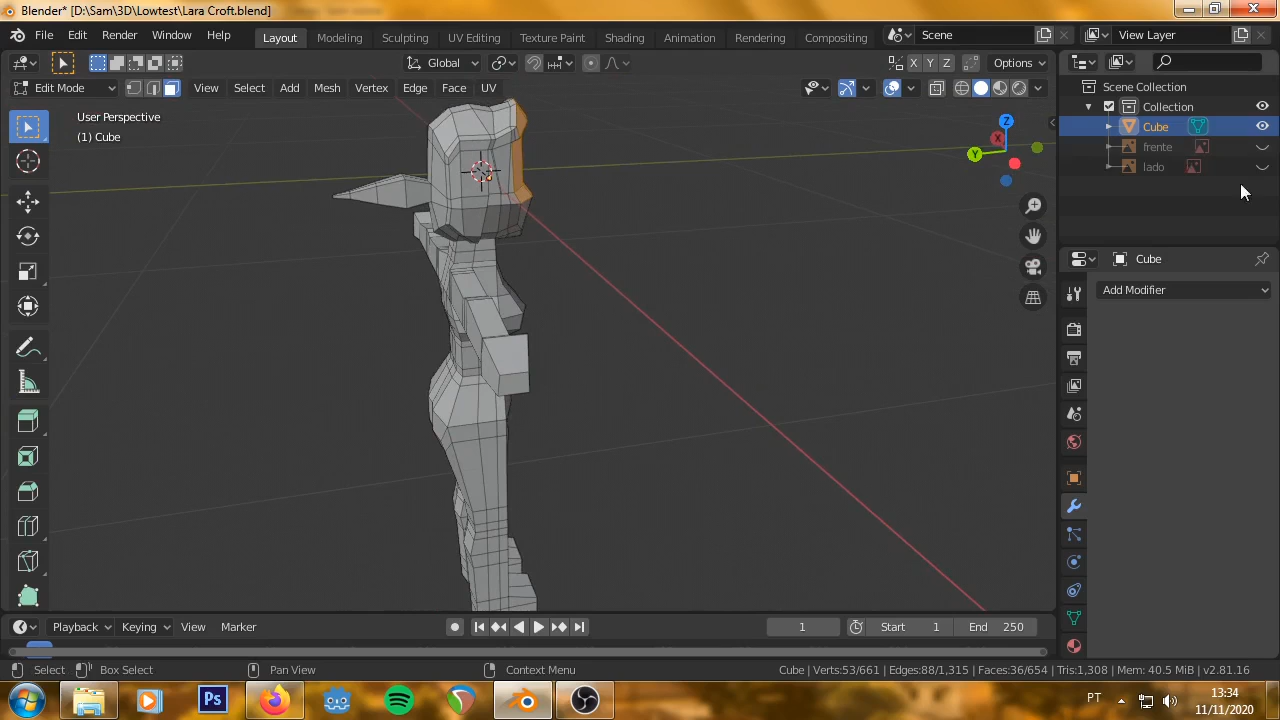 Blender* [D:\Sam\3D\Lowtest\Lara Croft.blend]
File Edit Render Window Help Layout Modeling Sculpting UV Editing Texture Paint Shading Animation Rendering Compositing Scene View Layer
Global X Y Z Options
Edit Mode View Select Add Mesh Vertex Edge Face UV
Scene Collection
Collection
Cube
frente
lado
User Perspective
(1) Cube
Z
X
Y
Cube
Add Modifier
Playback Keying View Marker 1 Start 1 End 250
Select Box Select Pan View Context Menu Cube | Verts:53/661 | Edges:88/1,315 | Faces:36/654 | Tris:1,308 | Mem: 40.5 MiB | v2.81.16
Ps PT 13:34
11/11/2020